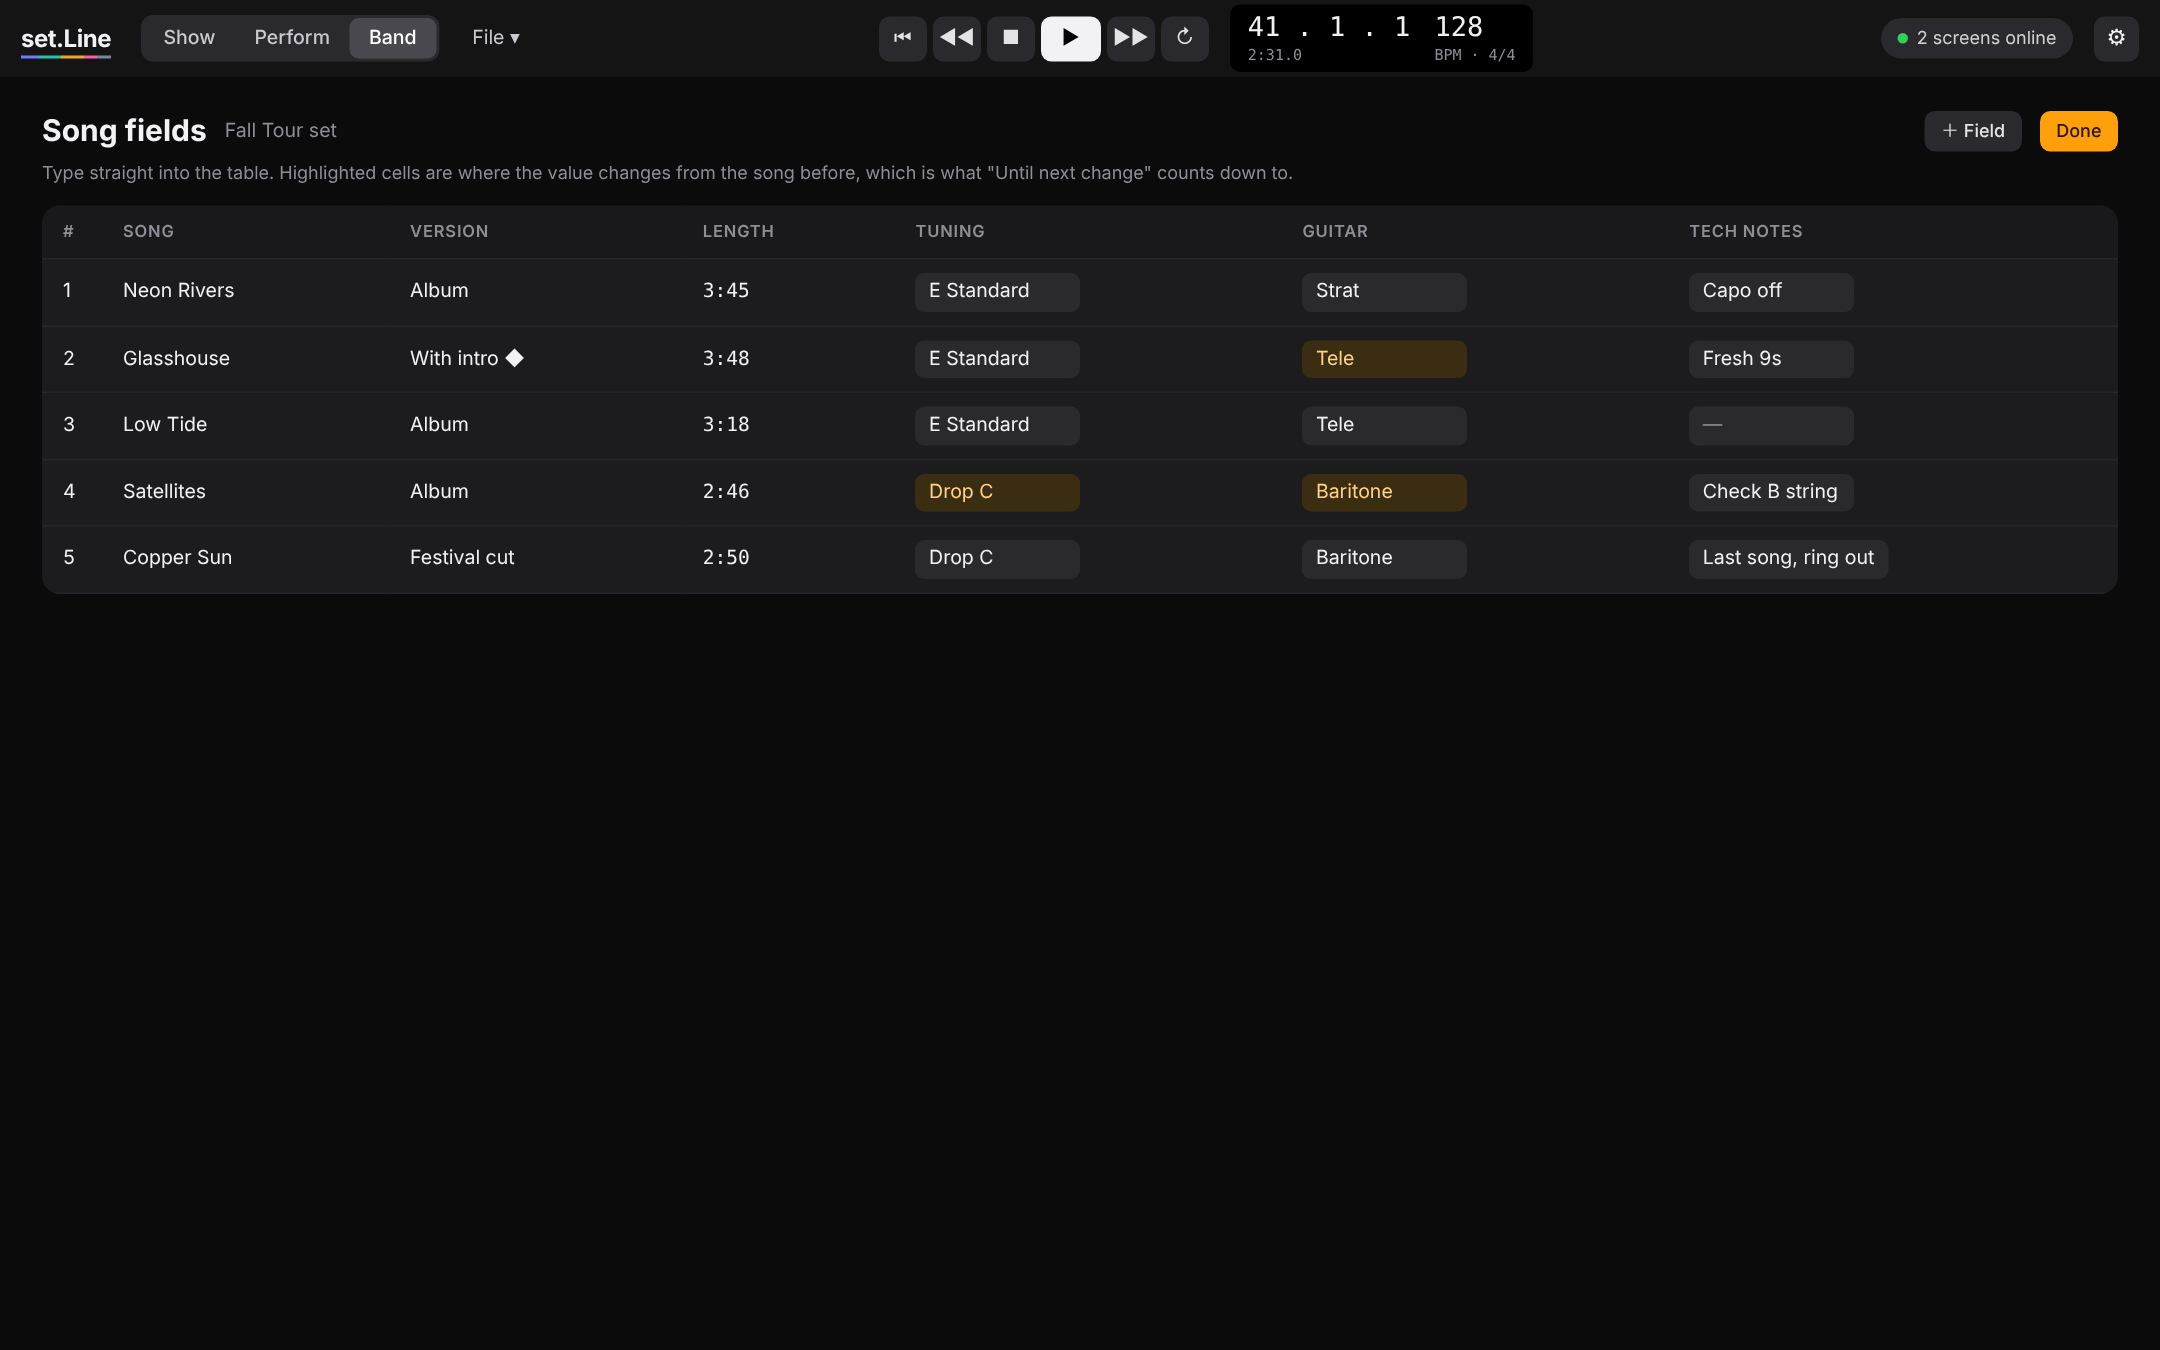 set.Line Show Perform Band File ▾ 41 . 1 . 1 128 2 screens online
2:31.0 BPM · 4/4
Song fields Fall Tour set + Field Done
Type straight into the table. Highlighted cells are where the value changes from the song before, which is what "Until next change" counts down to.
# SONG VERSION LENGTH TUNING GUITAR TECH NOTES
1 Neon Rivers Album 3:45 E Standard Strat Capo off
2 Glasshouse With intro ◆ 3:48 E Standard Tele Fresh 9s
3 Low Tide Album 3:18 E Standard Tele —
4 Satellites Album 2:46 Drop C Baritone Check B string
5 Copper Sun Festival cut 2:50 Drop C Baritone Last song, ring out